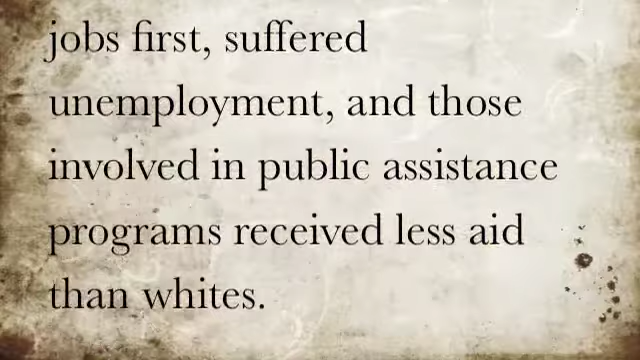 jobs first, suffered
unemployment, and those
involved in public assistance
programs received less aid
than whites.